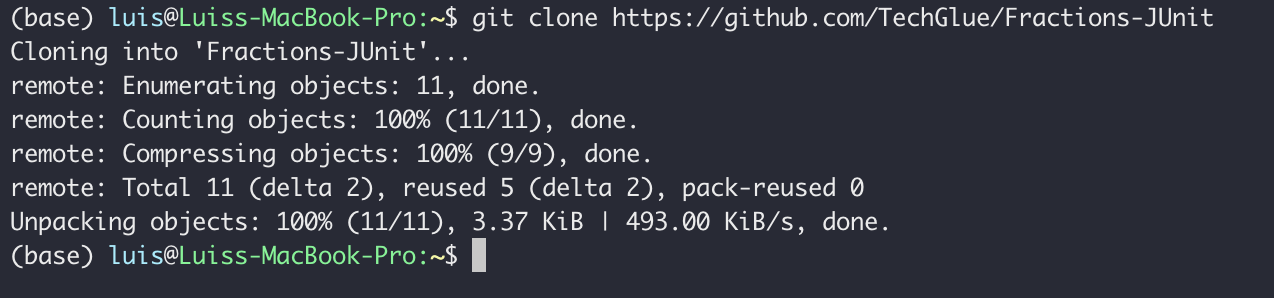 (base) luis@Luiss-MacBook-Pro:~$ git clone https://github.com/TechGlue/Fractions-JUnit
Cloning into 'Fractions-JUnit'...
remote: Enumerating objects: 11, done.
remote: Counting objects: 100% (11/11), done.
remote: Compressing objects: 100% (9/9), done.
remote: Total 11 (delta 2), reused 5 (delta 2), pack-reused 0
Unpacking objects: 100% (11/11), 3.37 KiB | 493.00 KiB/s, done.
(base) luis@Luiss-MacBook-Pro:~$